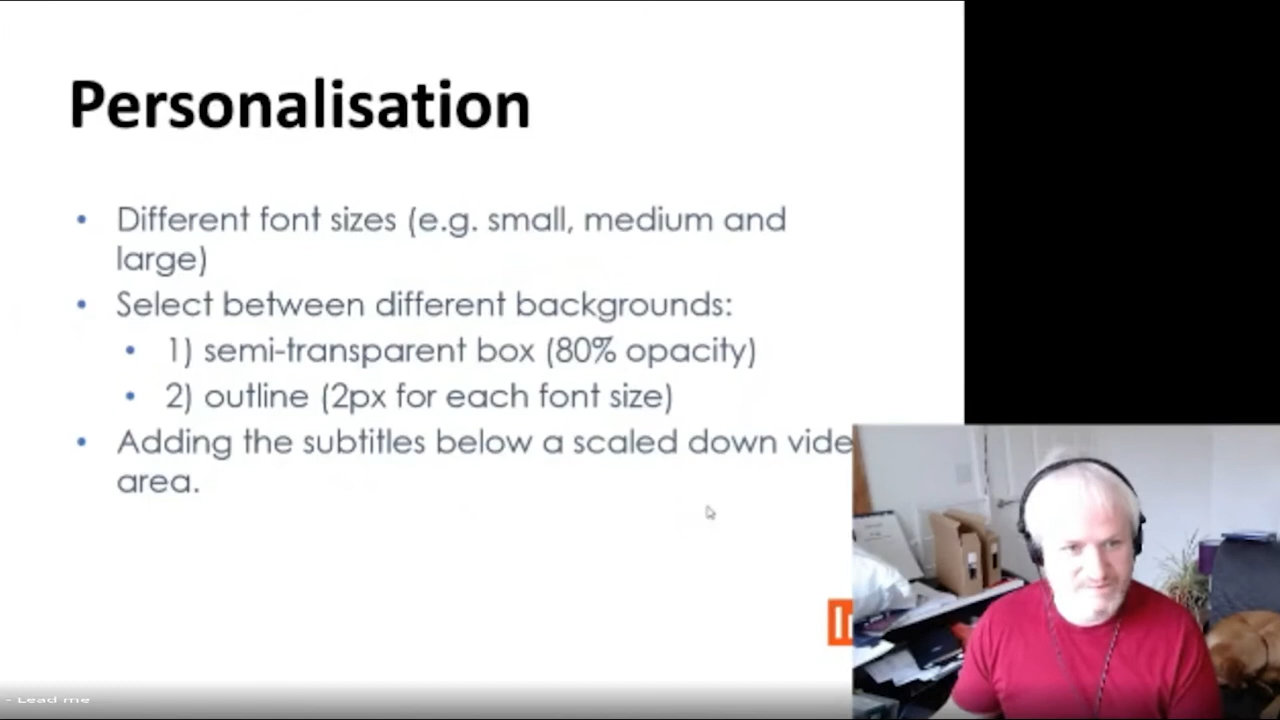 Personalisation
• Different font sizes (e.g. small, medium and
large)
• Select between different backgrounds:
• 1) semi-transparent box (80% opacity)
• 2) outline (2px for each font size)
• Adding the subtitles below a scaled down vide
area.
- Lead me